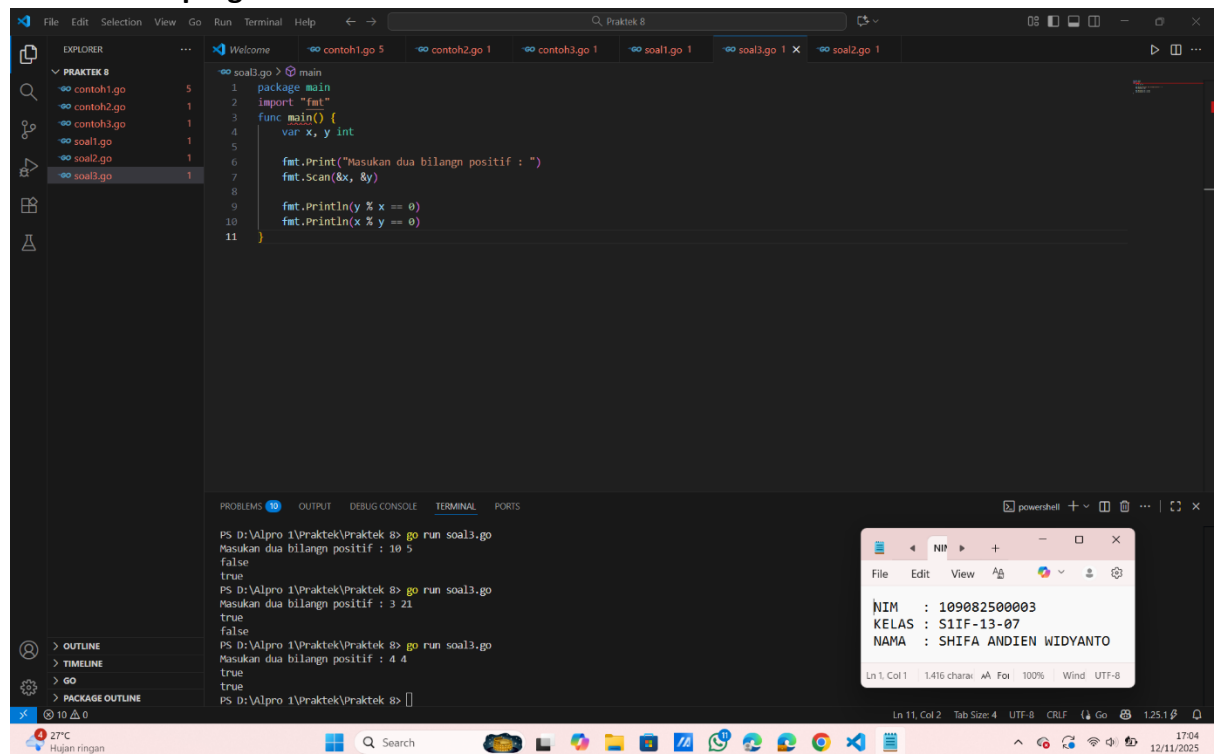 File Edit Selection View Go Run Terminal Help
Praktek 8
EXPLORER
PRAKTEK 8
contoh1.go 5
contoh2.go 1
contoh3.go 1
soal1.go 1
soal2.go 1
soal3.go 1
OUTLINE
TIMELINE
GO
PACKAGE OUTLINE
Welcome contoh1.go 5 contoh2.go 1 contoh3.go 1 soal1.go 1 soal3.go 1 soal2.go 1
soal3.go > main
1 package main
2 import "fmt"
3 func main() {
4 var x, y int
5
6 fmt.Print("Masukan dua bilangn positif : ")
7 fmt.Scan(&x, &y)
8
9 fmt.Println(y % x == 0)
10 fmt.Println(x % y == 0)
11 }
PROBLEMS 10 OUTPUT DEBUG CONSOLE TERMINAL PORTS
powershell
PS D:\Alpro 1\Praktek\Praktek 8> go run soal3.go
Masukan dua bilangn positif : 10 5
false
true
PS D:\Alpro 1\Praktek\Praktek 8> go run soal3.go
Masukan dua bilangn positif : 3 21
true
false
PS D:\Alpro 1\Praktek\Praktek 8> go run soal3.go
Masukan dua bilangn positif : 4 4
true
true
PS D:\Alpro 1\Praktek\Praktek 8>
NIM
File Edit View
NIM : 109082500003
KELAS : S1IF-13-07
NAMA : SHIFA ANDIEN WIDYANTO
Ln 1, Col 1 1.416 charac 100% Wind UTF-8
10 0
Ln 11, Col 2 Tab Size: 4 UTF-8 CRLF Go 1.25.1
4
27°C
Hujan ringan
Search
17:04
12/11/2025